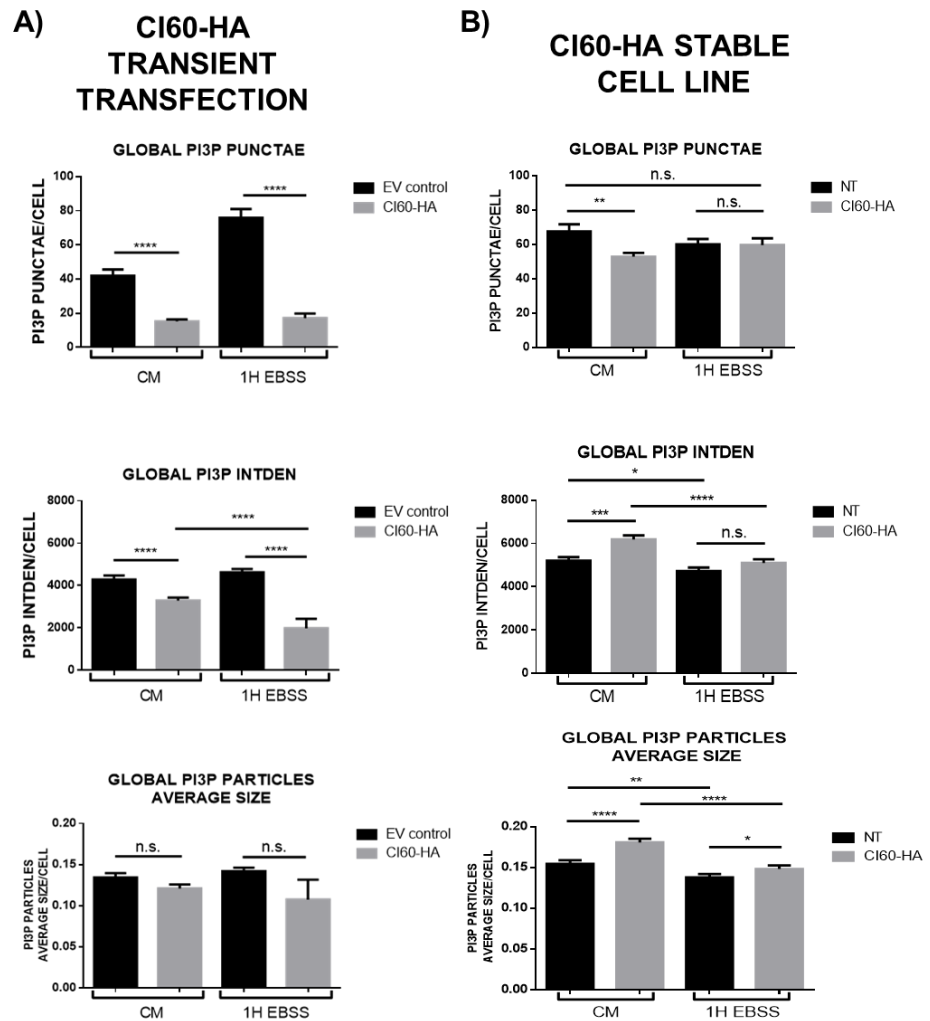 A)
CI60-HA
TRANSIENT
TRANSFECTION
GLOBAL PI3P PUNCTAE
PI3P PUNCTAE/CELL
100
80
60
40
20
0
****
****
EV control
CI60-HA
CM
1H EBSS
GLOBAL PI3P INTDEN
PI3P INTDEN/CELL
8000
6000
4000
2000
0
****
****
****
EV control
CI60-HA
CM
1H EBSS
GLOBAL PI3P PARTICLES
AVERAGE SIZE
PI3P PARTICLES
AVERAGE SIZE/CELL
0.20
0.15
0.10
0.05
0.00
n.s.
n.s.
EV control
CI60-HA
CM
1H EBSS
B)
CI60-HA STABLE
CELL LINE
GLOBAL PI3P PUNCTAE
PI3P PUNCTAE/CELL
100
80
60
40
20
0
n.s.
**
n.s.
NT
CI60-HA
CM
1H EBSS
GLOBAL PI3P INTDEN
PI3P INTDEN/CELL
8000
6000
4000
2000
0
*
****
***
n.s.
NT
CI60-HA
CM
1H EBSS
GLOBAL PI3P PARTICLES
AVERAGE SIZE
PI3P PARTICLES
AVERAGE SIZE/CELL
0.20
0.15
0.10
0.05
0.00
**
****
****
*
NT
CI60-HA
CM
1H EBSS